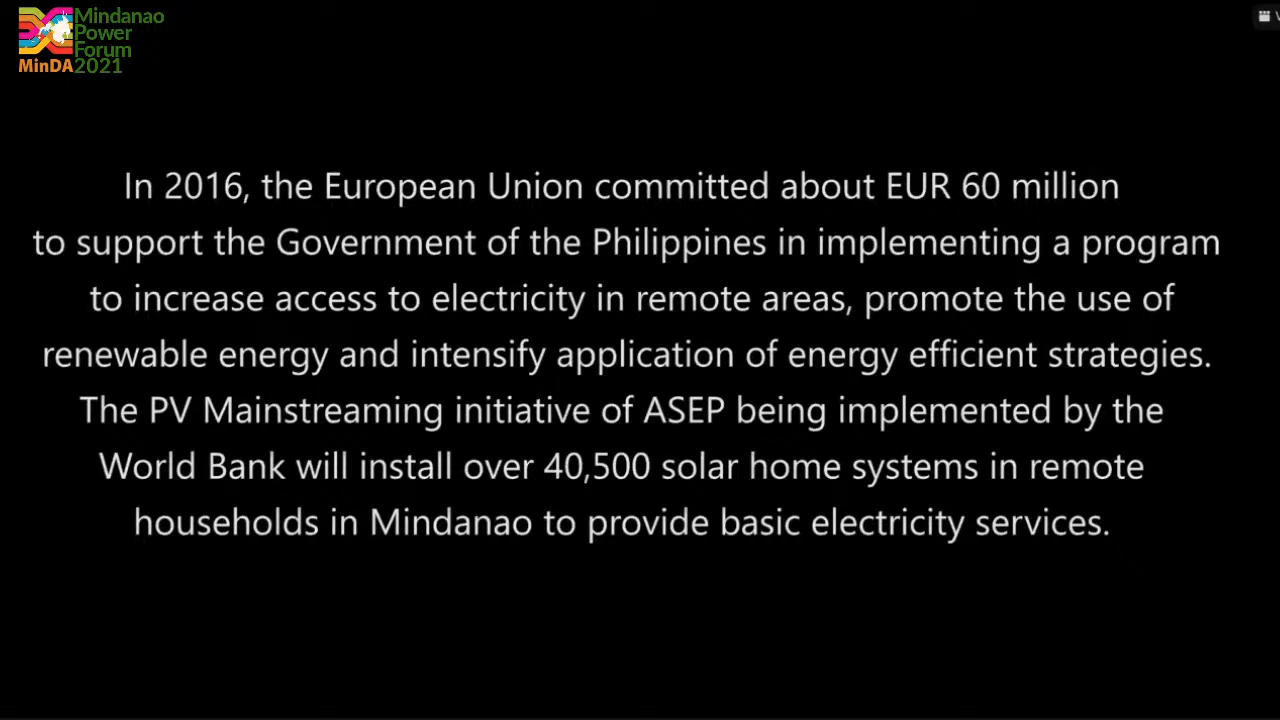 Mindanao
Power
Forum
MinDA 2021
In 2016, the European Union committed about EUR 60 million
to support the Government of the Philippines in implementing a program
to increase access to electricity in remote areas, promote the use of
renewable energy and intensify application of energy efficient strategies.
The PV Mainstreaming initiative of ASEP being implemented by the
World Bank will install over 40,500 solar home systems in remote
households in Mindanao to provide basic electricity services.